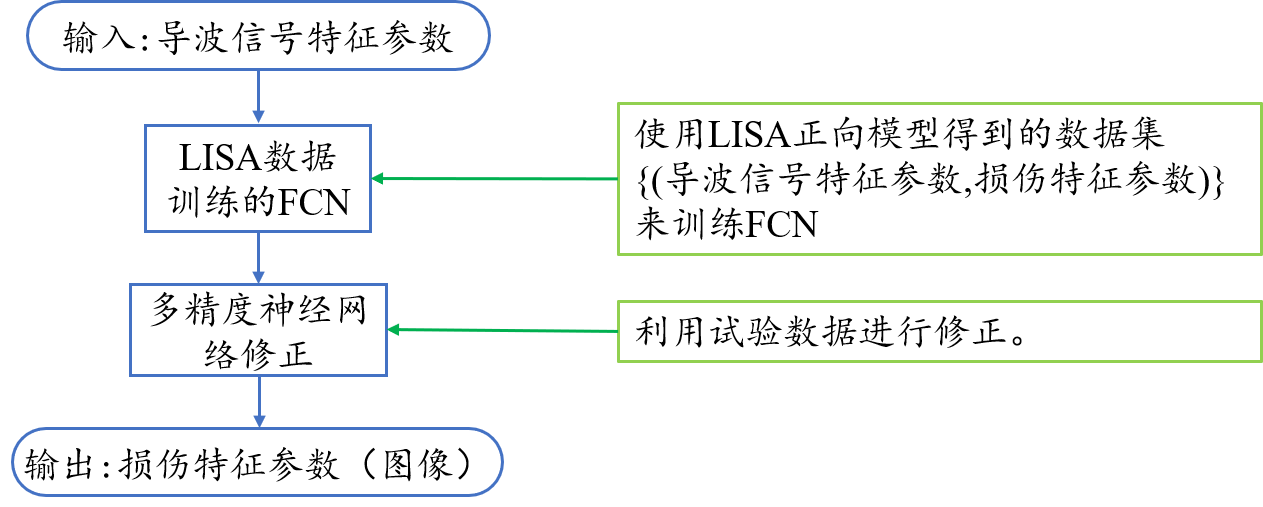 输入:导波信号特征参数
LISA数据
训练的FCN
使用LISA正向模型得到的数据集
{(导波信号特征参数,损伤特征参数)}
来训练FCN
多精度神经网
络修正
利用试验数据进行修正。
输出:损伤特征参数（图像）